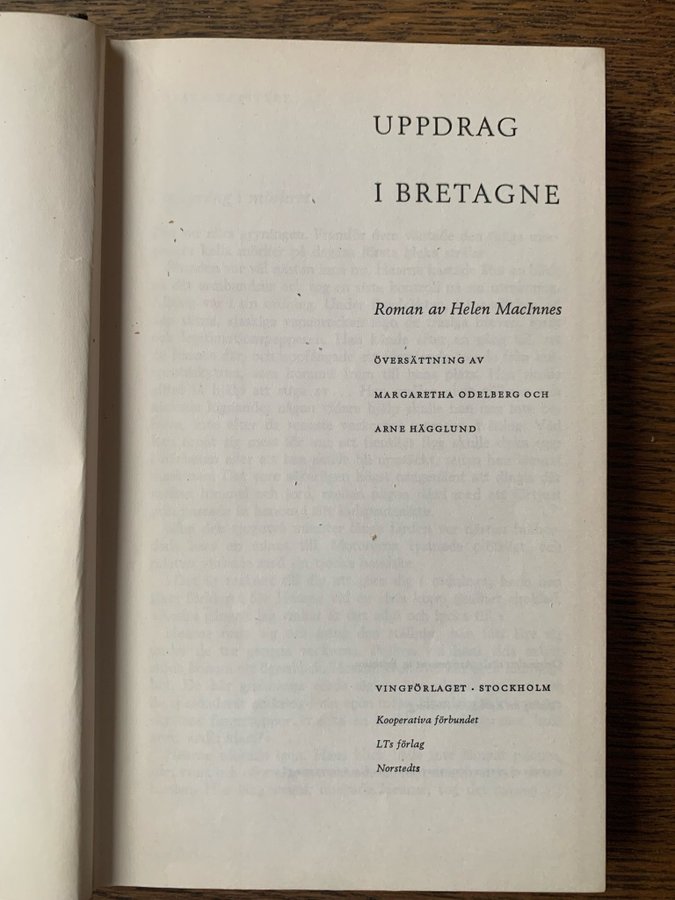 UPPDRAG
I BRETAGNE
Roman av Helen MacInnes
ÖVERSÄTTNING AV
MARGARETHA ODELBERG OCH
ARNE HÄGGLUND
VINGFÖRLAGET · STOCKHOLM
Kooperativa förbundet
LTs förlag
Norstedts